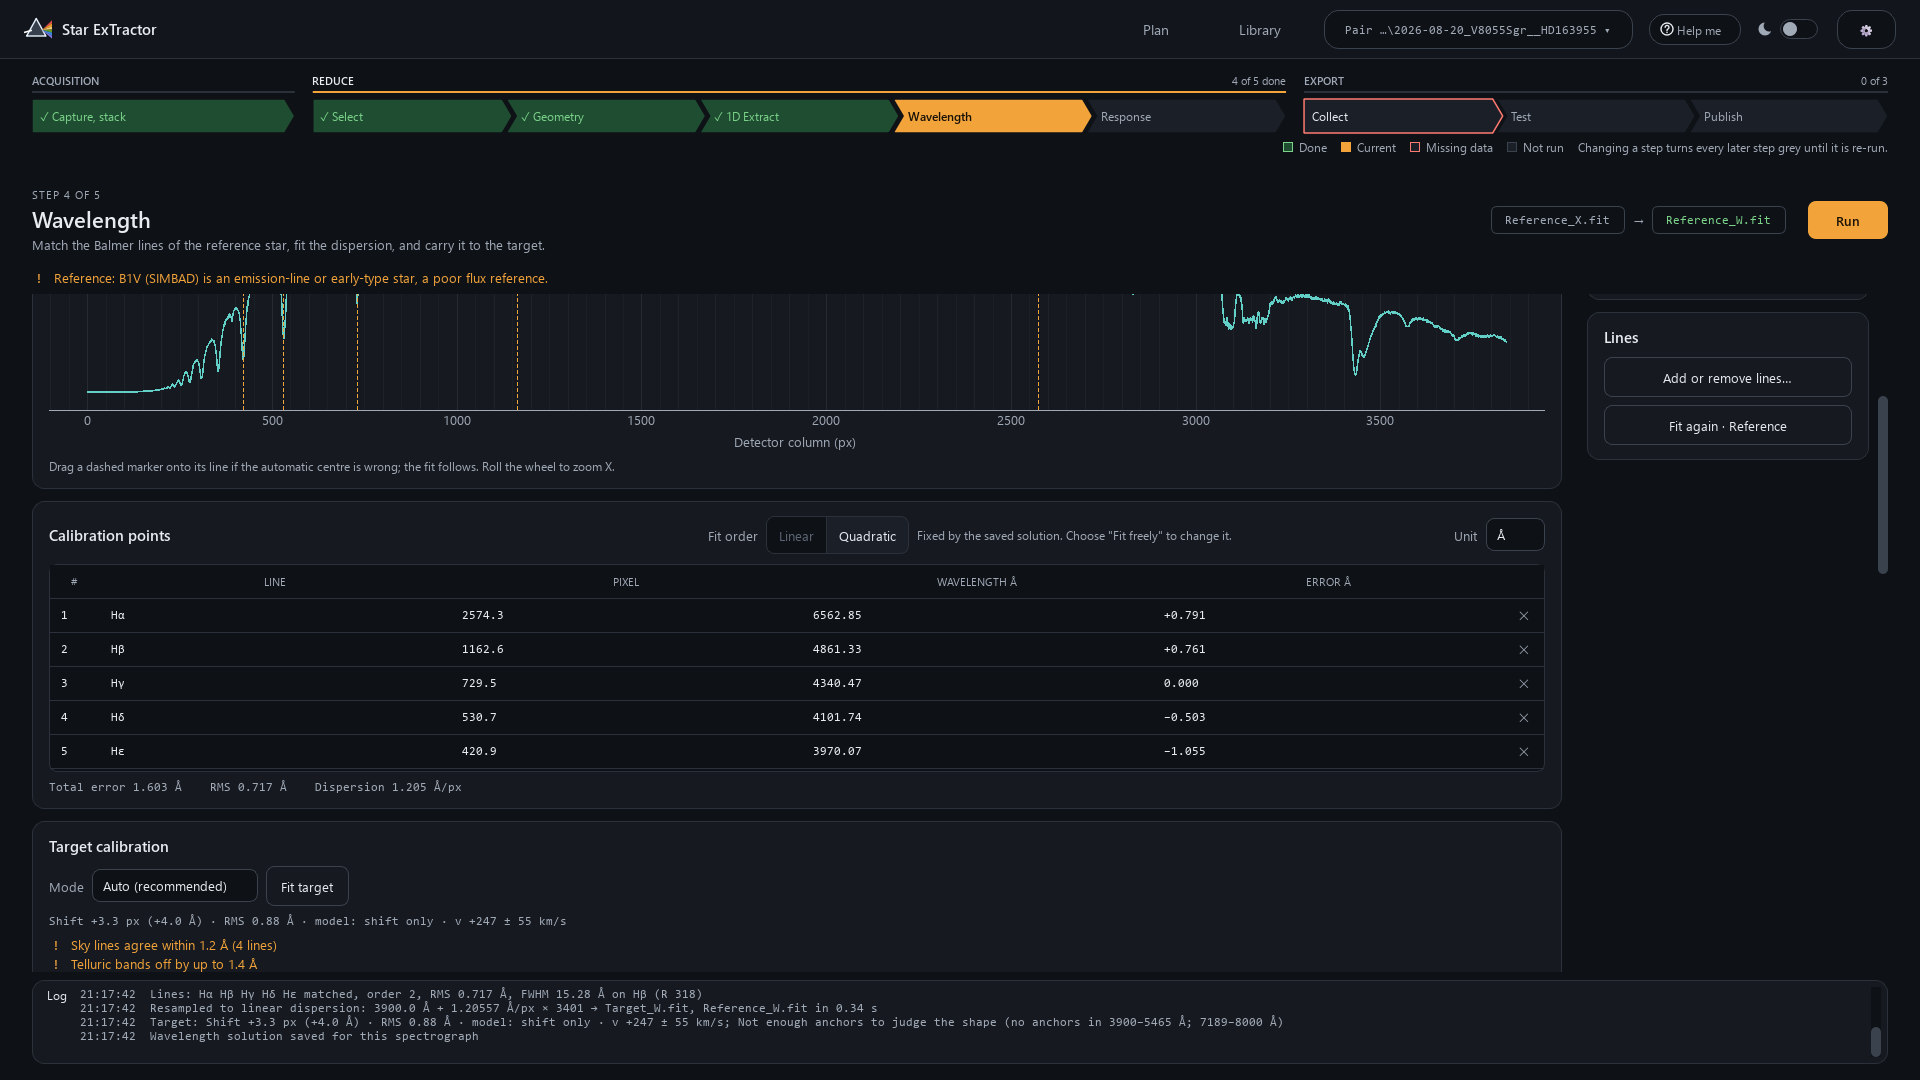 Star ExTractor
Plan
Library
Pair …\2026-08-20_V8055Sgr__HD163955 ▾
Help me
ACQUISITION
✓ Capture, stack
REDUCE
4 of 5 done
✓ Select
✓ Geometry
✓ 1D Extract
Wavelength
Response
EXPORT
0 of 3
Collect
Test
Publish
Done
Current
Missing data
Not run
Changing a step turns every later step grey until it is re-run.
STEP 4 OF 5
Wavelength
Match the Balmer lines of the reference star, fit the dispersion, and carry it to the target.
Reference_X.fit → Reference_W.fit
Run
! Reference: B1V (SIMBAD) is an emission-line or early-type star, a poor flux reference.
0 500 1000 1500 2000 2500 3000 3500
Detector column (px)
Drag a dashed marker onto its line if the automatic centre is wrong; the fit follows. Roll the wheel to zoom X.
Lines
Add or remove lines…
Fit again · Reference
Calibration points
Fit order Linear Quadratic Fixed by the saved solution. Choose "Fit freely" to change it.
Unit Å
# LINE PIXEL WAVELENGTH Å ERROR Å
1 Hα 2574.3 6562.85 +0.791 ×
2 Hβ 1162.6 4861.33 +0.761 ×
3 Hγ 729.5 4340.47 0.000 ×
4 Hδ 530.7 4101.74 −0.503 ×
5 Hε 420.9 3970.07 −1.055 ×
Total error 1.603 Å RMS 0.717 Å Dispersion 1.205 Å/px
Target calibration
Mode Auto (recommended) Fit target
Shift +3.3 px (+4.0 Å) · RMS 0.88 Å · model: shift only · v +247 ± 55 km/s
! Sky lines agree within 1.2 Å (4 lines)
! Telluric bands off by up to 1.4 Å
Log
21:17:42 Lines: Hα Hβ Hγ Hδ Hε matched, order 2, RMS 0.717 Å, FWHM 15.28 Å on Hβ (R 318)
21:17:42 Resampled to linear dispersion: 3900.0 Å + 1.20557 Å/px × 3401 → Target_W.fit, Reference_W.fit in 0.34 s
21:17:42 Target: Shift +3.3 px (+4.0 Å) · RMS 0.88 Å · model: shift only · v +247 ± 55 km/s; Not enough anchors to judge the shape (no anchors in 3900–5465 Å; 7189–8000 Å)
21:17:42 Wavelength solution saved for this spectrograph